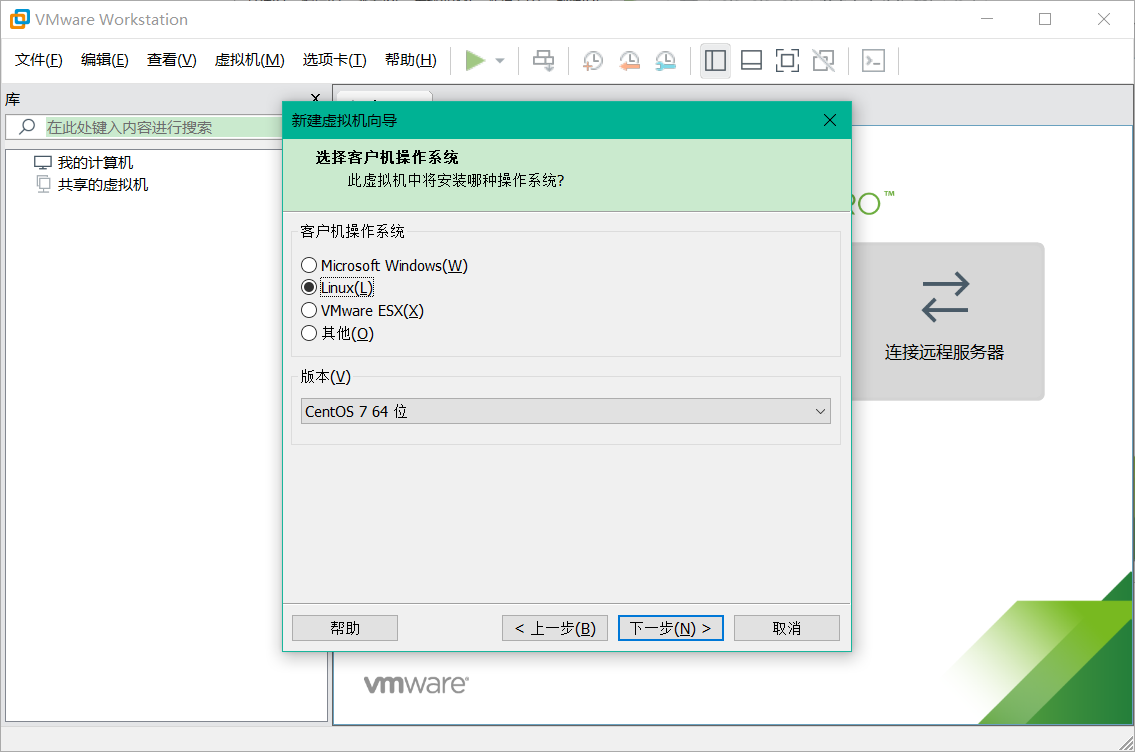 VMware Workstation
文件(F) 编辑(E) 查看(V) 虚拟机(M) 选项卡(T) 帮助(H)
库
在此处键入内容进行搜索
我的计算机
共享的虚拟机
新建虚拟机向导
选择客户机操作系统
此虚拟机中将安装哪种操作系统?
客户机操作系统
Microsoft Windows(W)
Linux(L)
VMware ESX(X)
其他(O)
版本(V)
CentOS 7 64 位
帮助 < 上一步(B) 下一步(N) > 取消
连接远程服务器
vmware®